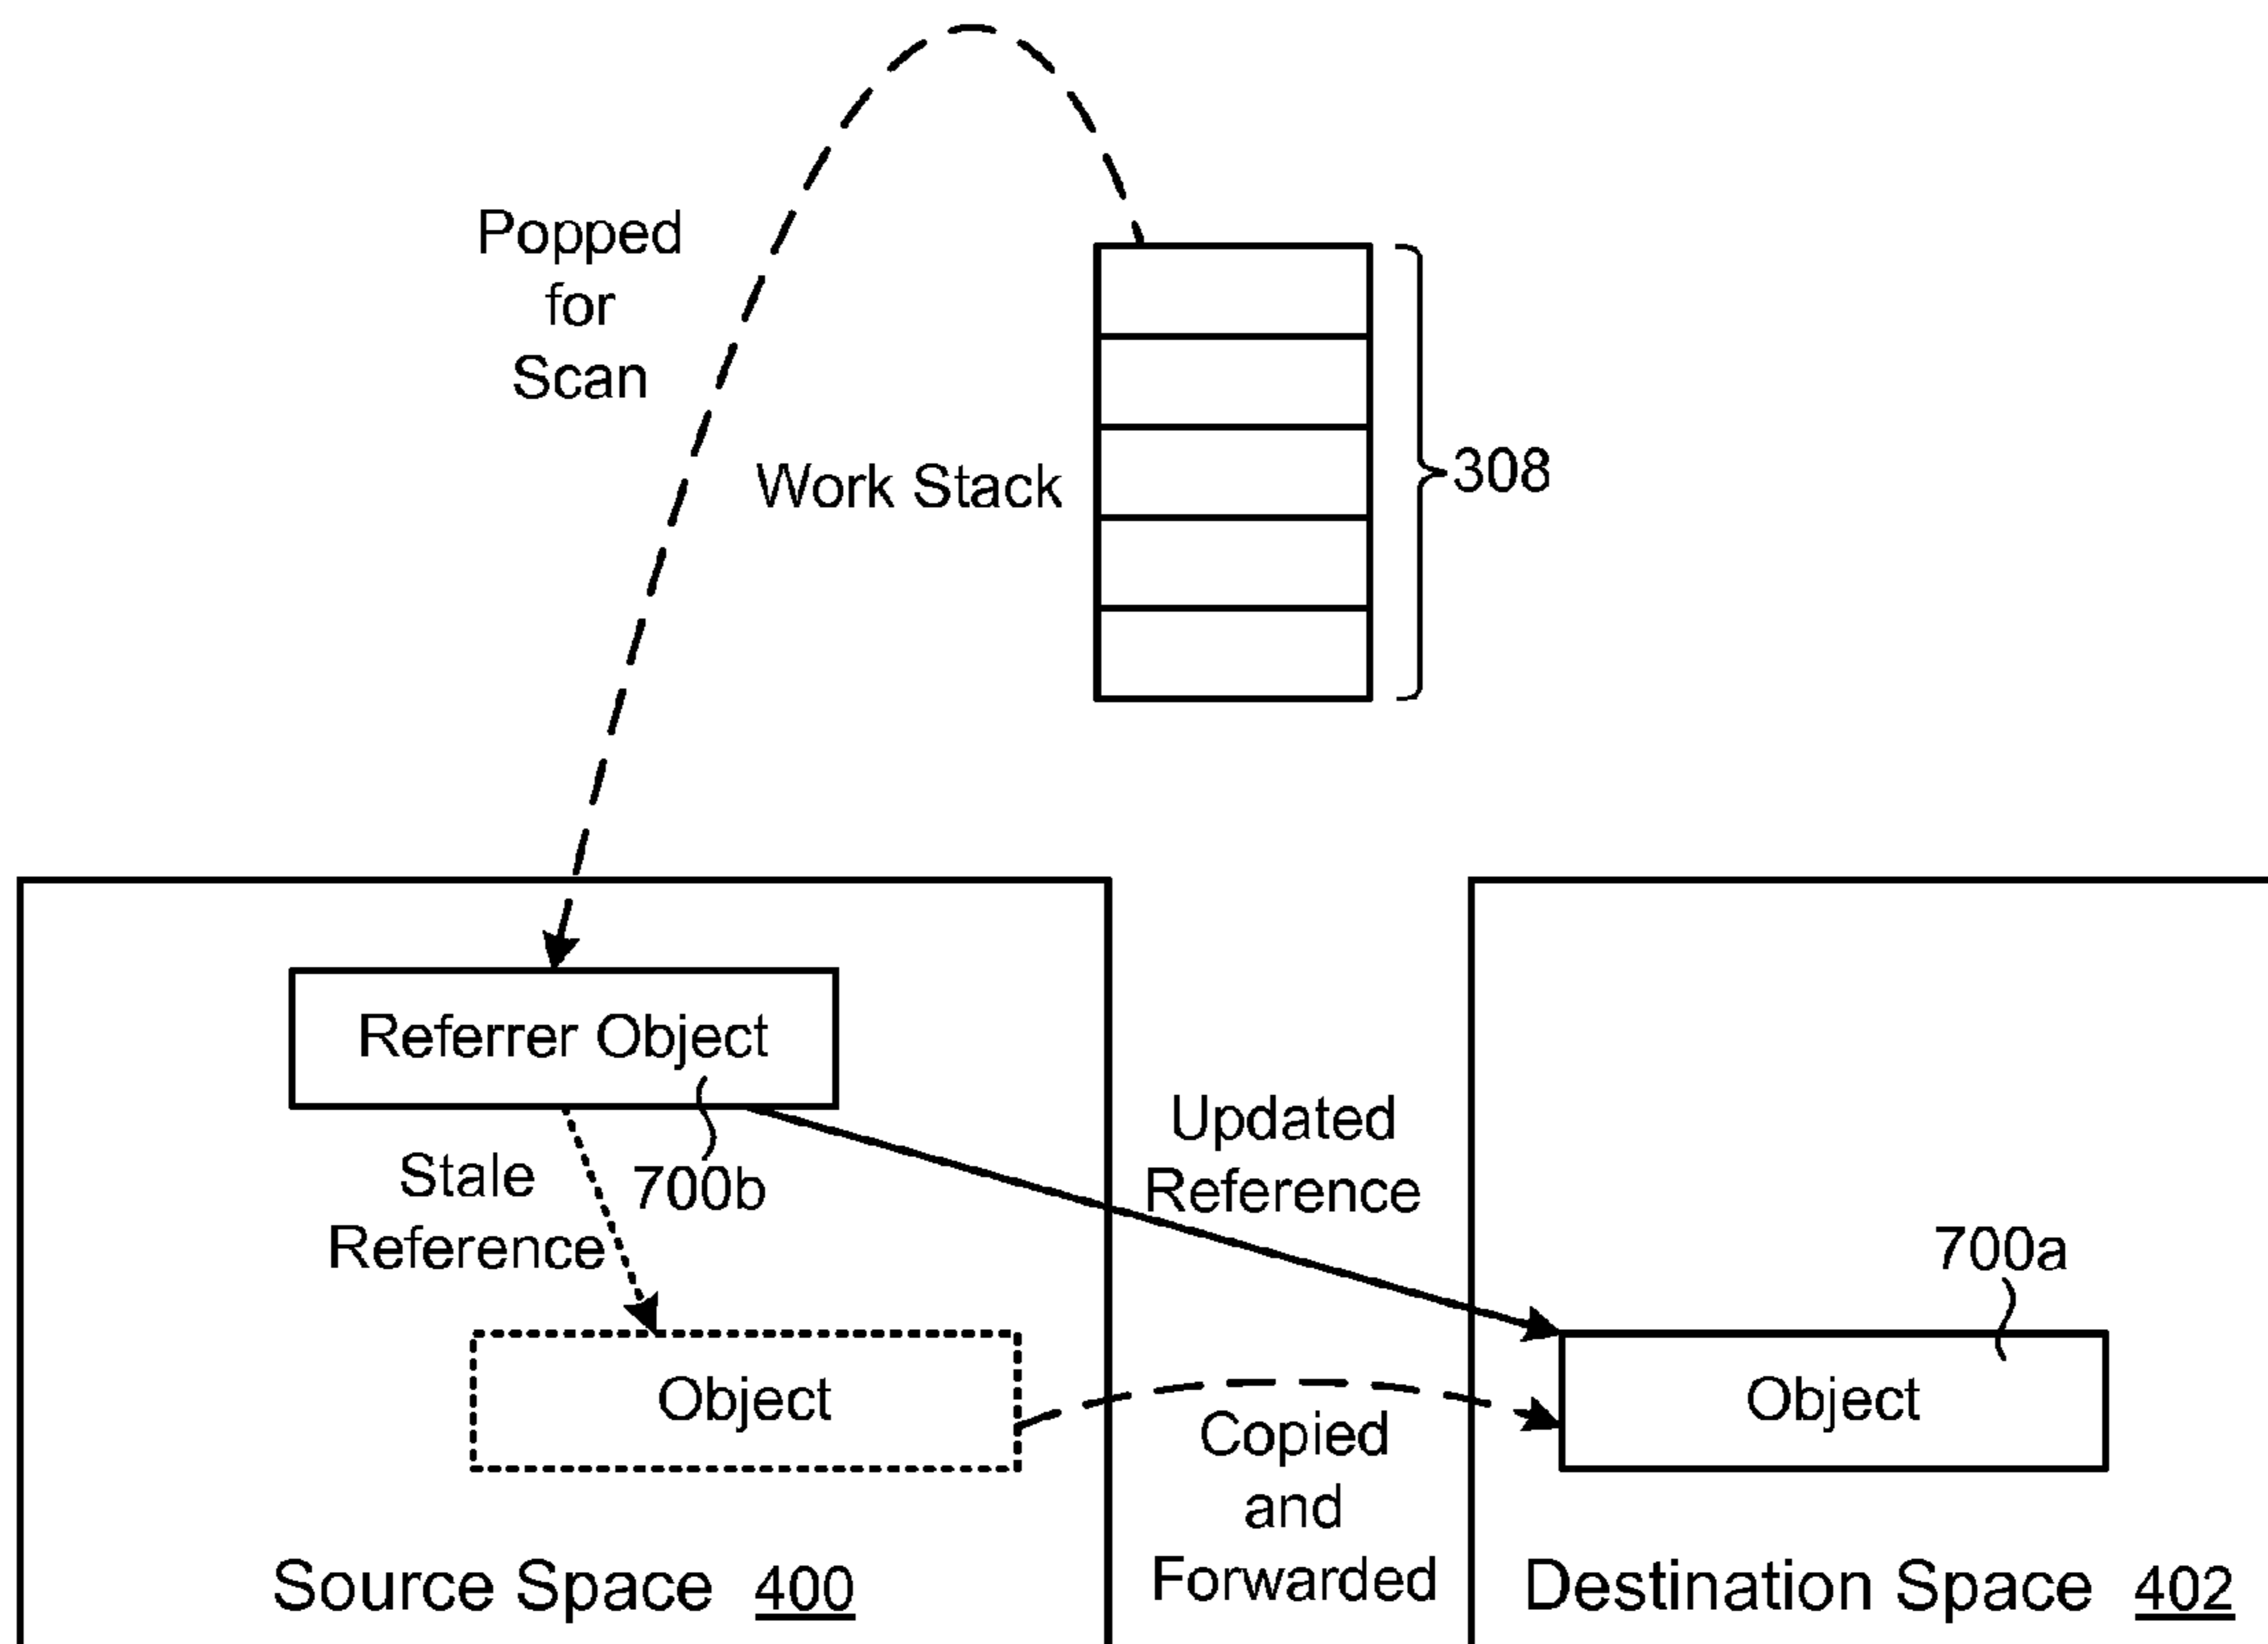 Popped
for
Scan
Work Stack
308
Referrer Object
700b
Stale
Reference
Updated
Reference
700a
Object
Object
Copied
and
Forwarded
Source Space 400
Destination Space 402